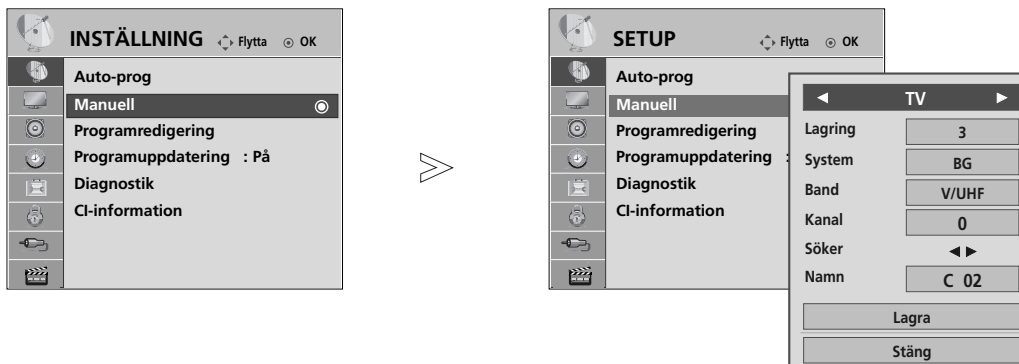 INSTÄLLNING Flytta OK
Auto-prog
Manuell
Programredigering
Programuppdatering : På
Diagnostik
CI-information
SETUP Flytta OK
Auto-prog
Manuell
Programredigering
Programuppdatering :
Diagnostik
CI-information
◄ TV ►
Lagring 3
System BG
Band V/UHF
Kanal 0
Söker ◄►
Namn C 02
Lagra
Stäng